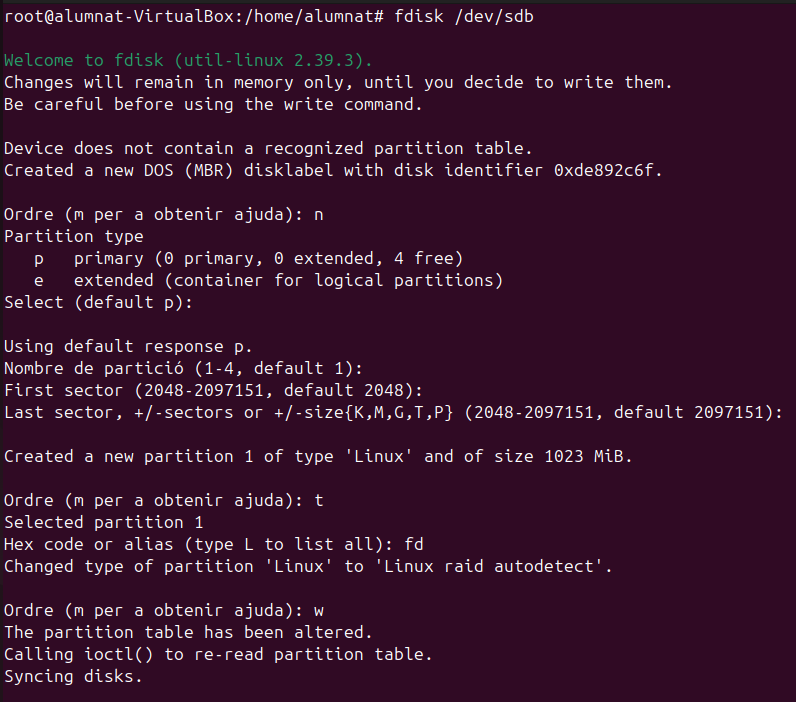 root@alumnat-VirtualBox:/home/alumnat# fdisk /dev/sdb
Welcome to fdisk (util-linux 2.39.3).
Changes will remain in memory only, until you decide to write them.
Be careful before using the write command.
Device does not contain a recognized partition table.
Created a new DOS (MBR) disklabel with disk identifier 0xde892c6f.
Ordre (m per a obtenir ajuda): n
Partition type
   p   primary (0 primary, 0 extended, 4 free)
   e   extended (container for logical partitions)
Select (default p):
Using default response p.
Nombre de partició (1-4, default 1):
First sector (2048-2097151, default 2048):
Last sector, +/-sectors or +/-size{K,M,G,T,P} (2048-2097151, default 2097151):
Created a new partition 1 of type 'Linux' and of size 1023 MiB.
Ordre (m per a obtenir ajuda): t
Selected partition 1
Hex code or alias (type L to list all): fd
Changed type of partition 'Linux' to 'Linux raid autodetect'.
Ordre (m per a obtenir ajuda): w
The partition table has been altered.
Calling ioctl() to re-read partition table.
Syncing disks.